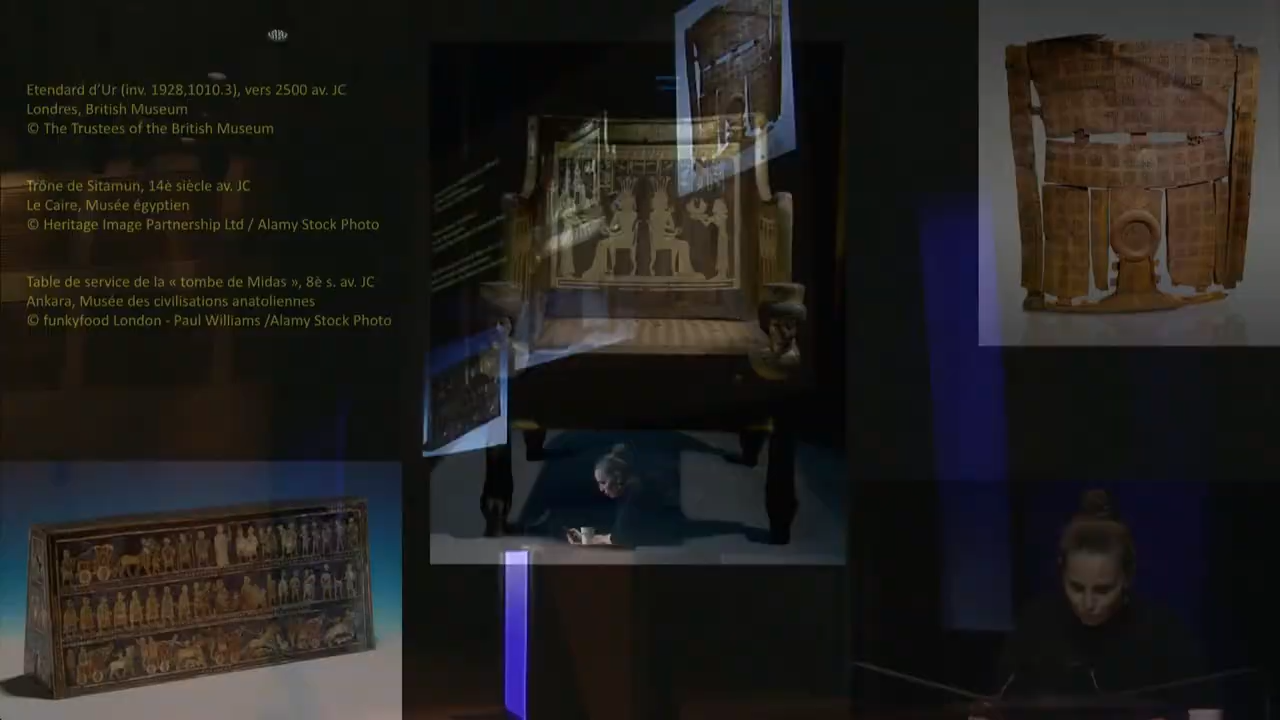 Etendard d'Ur (inv. 1928,1010.3), vers 2500 av. JC
Londres, British Museum
© The Trustees of the British Museum
Trône de Sitamun, 14è siècle av. JC
Le Caire, Musée égyptien
© Heritage Image Partnership Ltd / Alamy Stock Photo
Table de service de la « tombe de Midas », 8è s. av. JC
Ankara, Musée des civilisations anatoliennes
© funkyfood London - Paul Williams /Alamy Stock Photo